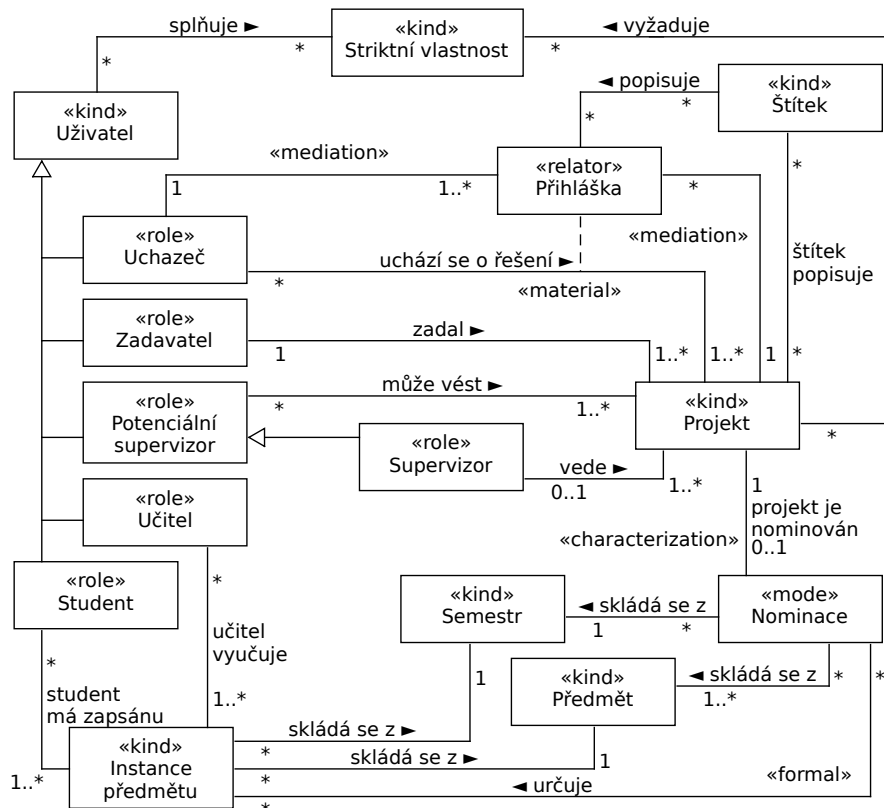 splňuje ►
*
*
«kind»
Striktní vlastnost
◄ vyžaduje
*
*
«kind»
Uživatel
◄ popisuje
*
*
«kind»
Štítek
*
«mediation»
1
1..*
«relator»
Přihláška
*
«mediation»
štítek
popisuje
*
«role»
Uchazeč
uchází se o řešení ►
*
«material»
1..*
1
«role»
Zadavatel
zadal ►
1
1..*
«role»
Potenciální
supervizor
může vést ►
*
1..*
«kind»
Projekt
*
«role»
Supervizor
vede ►
0..1
1..*
1
projekt je
nominován
0..1
«characterization»
«role»
Učitel
*
učitel
vyučuje
1..*
«role»
Student
*
student
má zapsánu
1..*
«kind»
Semestr
1
◄ skládá se z
1
*
«mode»
Nominace
*
*
«kind»
Předmět
◄ skládá se z
1..*
1
«kind»
Instance
předmětu
skládá se z ►
*
skládá se z ►
*
◄ určuje
*
«formal»